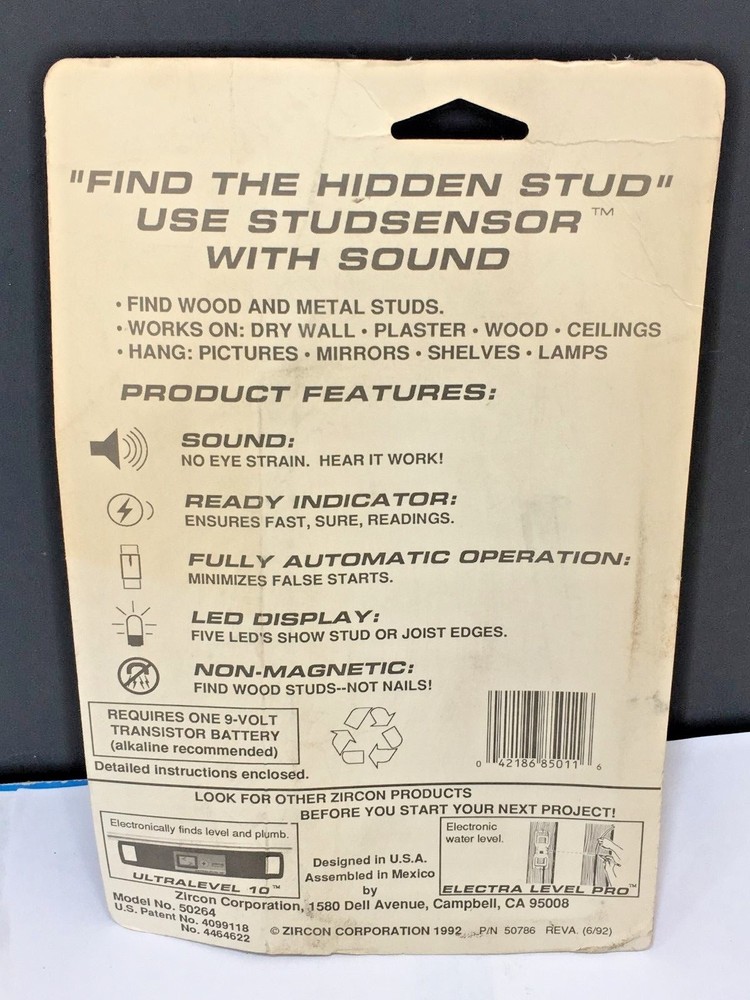 "FIND THE HIDDEN STUD"
USE STUDSENSOR™
WITH SOUND
• FIND WOOD AND METAL STUDS.
• WORKS ON: DRY WALL • PLASTER • WOOD • CEILINGS
• HANG: PICTURES • MIRRORS • SHELVES • LAMPS
PRODUCT FEATURES:
SOUND:
NO EYE STRAIN. HEAR IT WORK!
READY INDICATOR:
ENSURES FAST, SURE, READINGS.
FULLY AUTOMATIC OPERATION:
MINIMIZES FALSE STARTS.
LED DISPLAY:
FIVE LED'S SHOW STUD OR JOIST EDGES.
NON-MAGNETIC:
FIND WOOD STUDS--NOT NAILS!
REQUIRES ONE 9-VOLT
TRANSISTOR BATTERY
(alkaline recommended)
Detailed instructions enclosed.
0 42186 85011 6
LOOK FOR OTHER ZIRCON PRODUCTS
BEFORE YOU START YOUR NEXT PROJECT!
Electronically finds level and plumb.
ULTRALEVEL 10™
Designed in U.S.A.
Assembled in Mexico
by
Electronic
water level.
ELECTRA LEVEL PRO™
Zircon Corporation, 1580 Dell Avenue, Campbell, CA 95008
Model No. 50264
U.S. Patent No. 4099118
No. 4464622
© ZIRCON CORPORATION 1992 P/N 50786 REVA. (6/92)